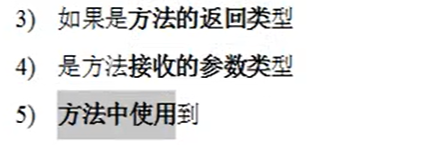 3) 如果是方法的返回类型
4) 是方法接收的参数类型
5) 方法中使用到